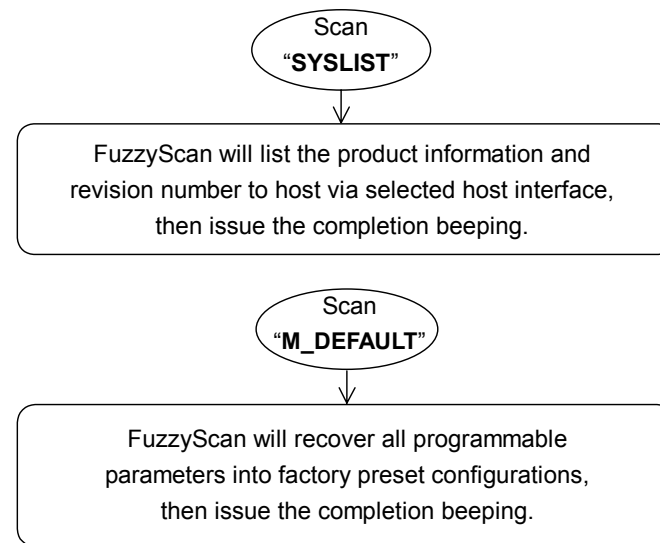 Scan
“SYSLIST”
FuzzyScan will list the product information and
revision number to host via selected host interface,
then issue the completion beeping.
Scan
“M_DEFAULT”
FuzzyScan will recover all programmable
parameters into factory preset configurations,
then issue the completion beeping.